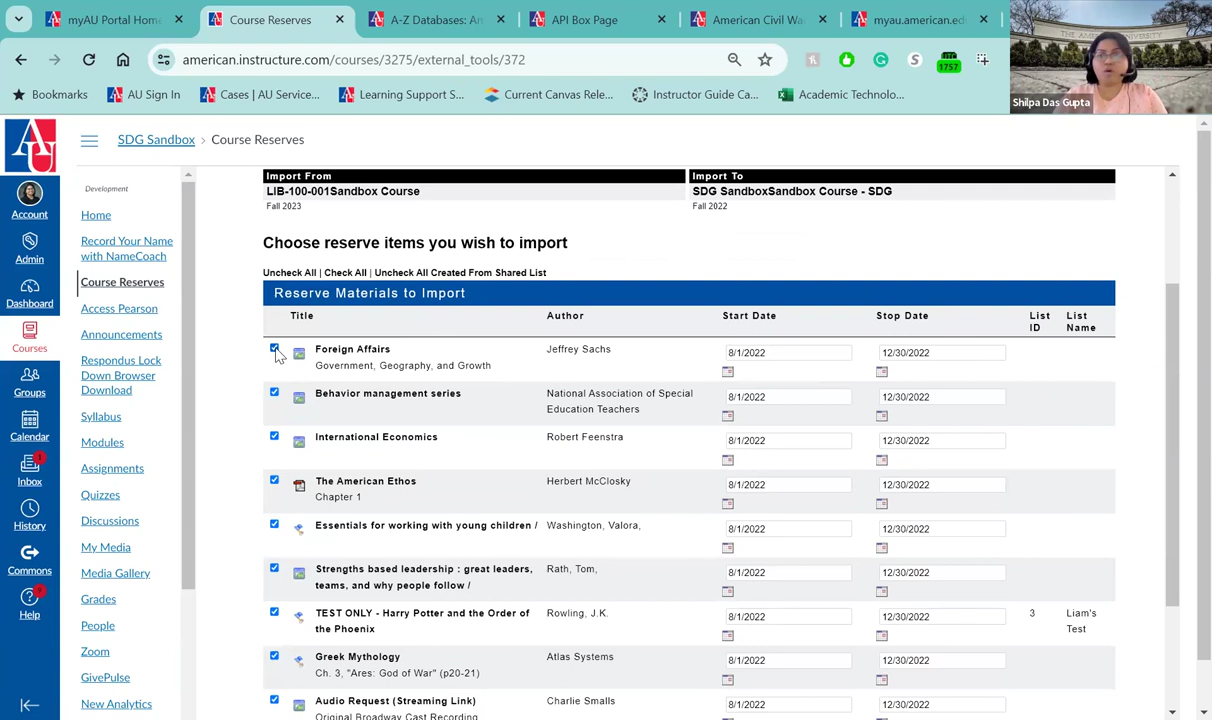 myAU Portal Home
Course Reserves
A-Z Databases: Am
API Box Page
American Civil Wa
myau.american.ed
american.instructure.com/courses/3275/external_tools/372
1757
Bookmarks
AU Sign In
Cases | AU Service...
Learning Support S...
Current Canvas Rele...
Instructor Guide Ca...
Academic Technolo...
Shilpa Das Gupta
SDG Sandbox
Course Reserves
Account
Admin
Dashboard
Courses
Groups
Calendar
Inbox
History
Commons
Help
Development
Home
Record Your Name
with NameCoach
Course Reserves
Access Pearson
Announcements
Respondus Lock
Down Browser
Download
Syllabus
Modules
Assignments
Quizzes
Discussions
My Media
Media Gallery
Grades
People
Zoom
GivePulse
New Analytics
Import From
Import To
LIB-100-001Sandbox Course
SDG SandboxSandbox Course - SDG
Fall 2023
Fall 2022
Choose reserve items you wish to import
Uncheck All | Check All | Uncheck All Created From Shared List
Reserve Materials to Import
Title
Author
Start Date
Stop Date
List
ID
List
Name
Foreign Affairs
Government, Geography, and Growth
Jeffrey Sachs
8/1/2022
12/30/2022
Behavior management series
National Association of Special
Education Teachers
8/1/2022
12/30/2022
International Economics
Robert Feenstra
8/1/2022
12/30/2022
The American Ethos
Chapter 1
Herbert McClosky
8/1/2022
12/30/2022
Essentials for working with young children /
Washington, Valora,
8/1/2022
12/30/2022
Strengths based leadership : great leaders,
teams, and why people follow /
Rath, Tom,
8/1/2022
12/30/2022
TEST ONLY - Harry Potter and the Order of
the Phoenix
Rowling, J.K.
8/1/2022
12/30/2022
3
Liam's
Test
Greek Mythology
Ch. 3, "Ares: God of War" (p20-21)
Atlas Systems
8/1/2022
12/30/2022
Audio Request (Streaming Link)
Original Broadway Cast Recording
Charlie Smalls
8/1/2022
12/30/2022